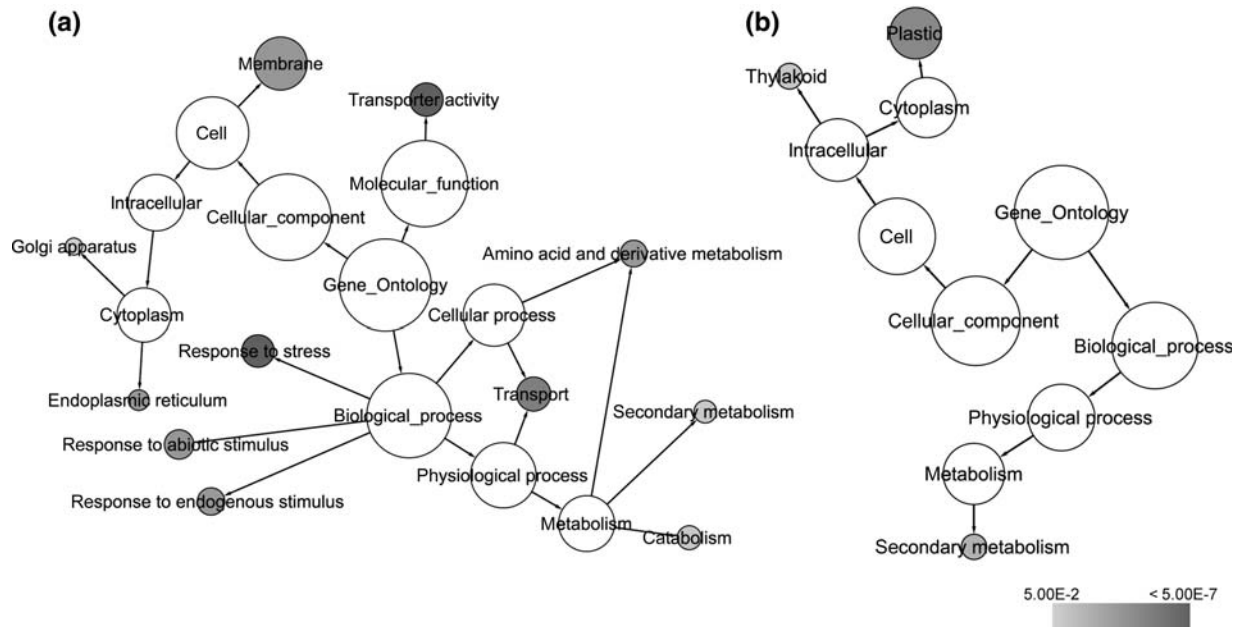 (a)
Membrane
Transporter activity
Cell
Molecular_function
Intracellular
Cellular_component
Golgi apparatus
Amino acid and derivative metabolism
Gene_Ontology
Cytoplasm
Cellular process
Response to stress
Endoplasmic reticulum
Transport
Biological_process
Secondary metabolism
Response to abiotic stimulus
Physiological process
Response to endogenous stimulus
Metabolism
Catabolism
(b)
Plastid
Thylakoid
Cytoplasm
Intracellular
Gene_Ontology
Cell
Cellular_component
Biological_process
Physiological process
Metabolism
Secondary metabolism
5.00E-2 < 5.00E-7